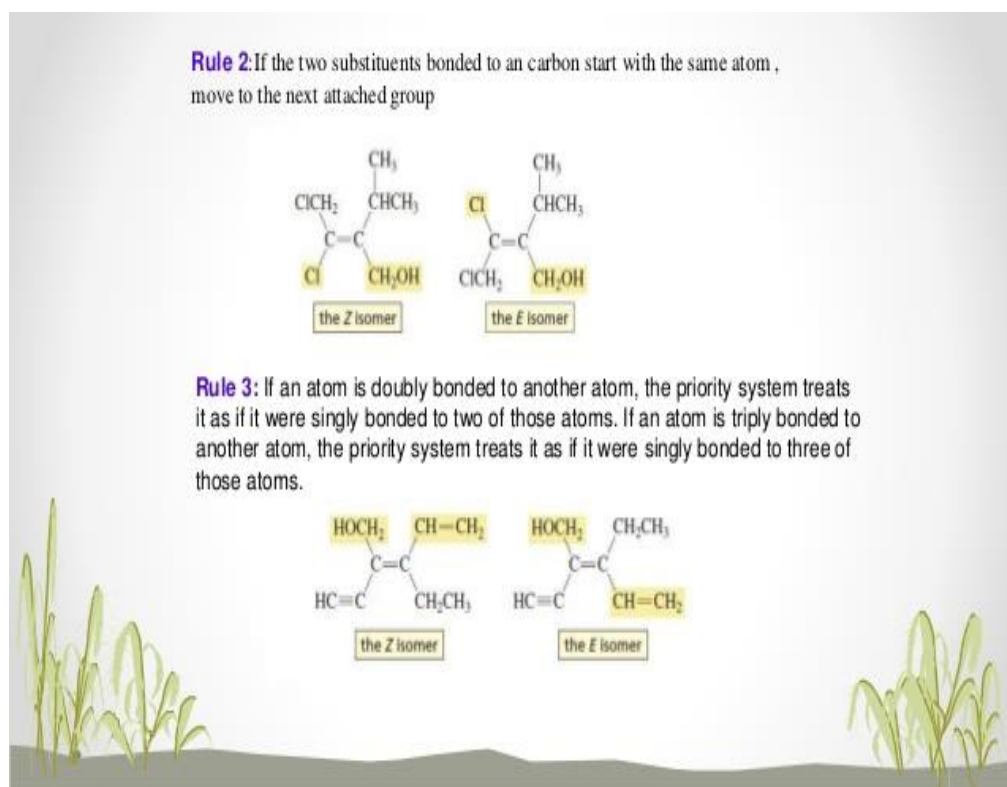 Rule 2:If the two substituents bonded to an carbon start with the same atom ,
move to the next attached group
CH₃ CH₃
ClCH₂ CHCH₃ Cl CHCH₃
C=C C=C
Cl CH₂OH ClCH₂ CH₂OH
the Z isomer the E isomer
Rule 3: If an atom is doubly bonded to another atom, the priority system treats
it as if it were singly bonded to two of those atoms. If an atom is triply bonded to
another atom, the priority system treats it as if it were singly bonded to three of
those atoms.
HOCH₂ CH=CH₂ HOCH₂ CH₂CH₃
C=C C=C
HC≡C CH₂CH₃ HC≡C CH=CH₂
the Z isomer the E isomer